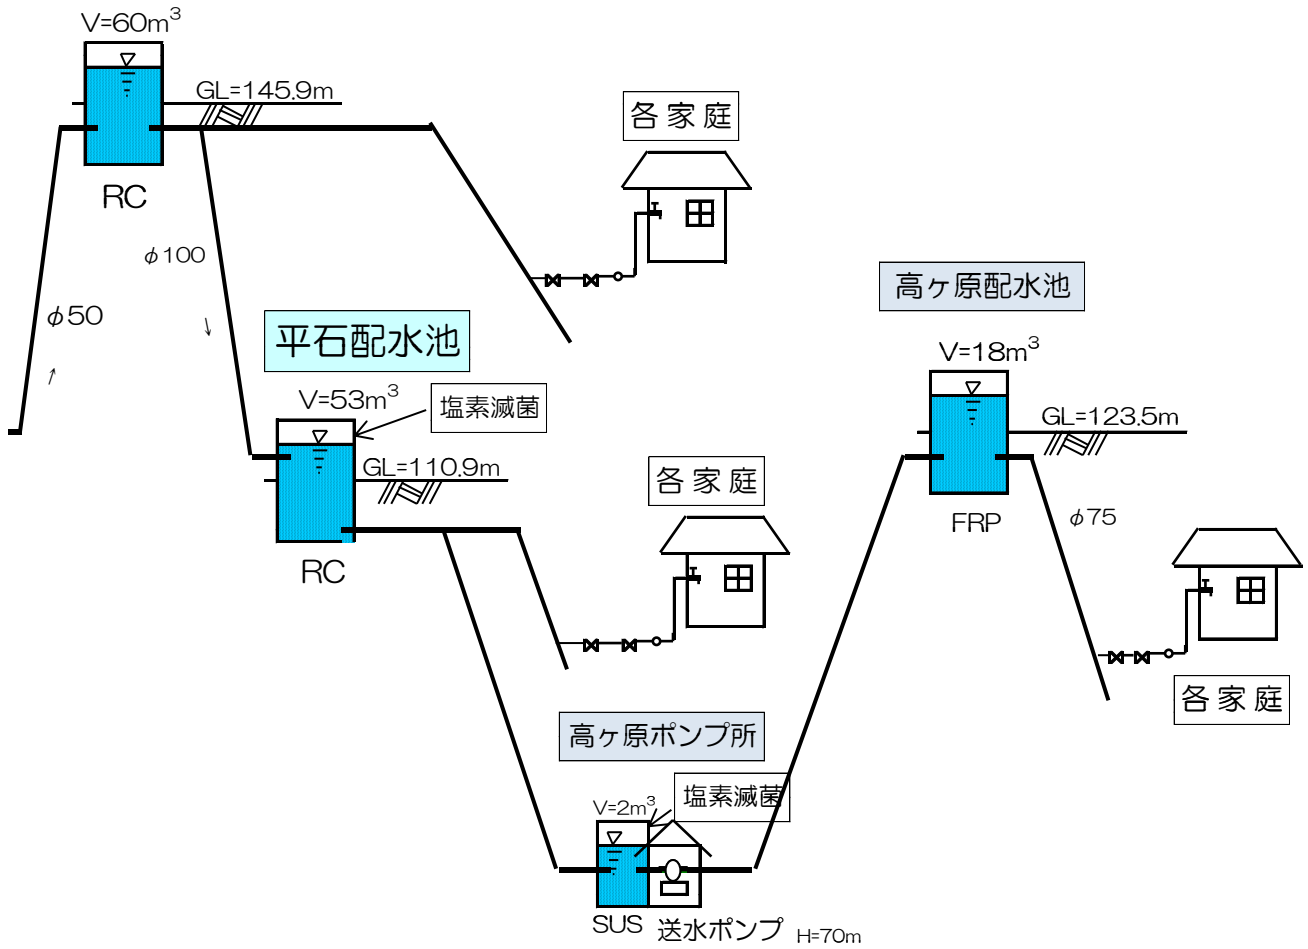 V=60m³
GL=145.9m
RC
各家庭
φ100
φ50
↓
↑
平石配水池
V=53m³
塩素滅菌
GL=110.9m
RC
各家庭
高ヶ原配水池
V=18m³
GL=123.5m
FRP
φ75
各家庭
高ヶ原ポンプ所
塩素滅菌
V=2m³
SUS
送水ポンプ H=70m